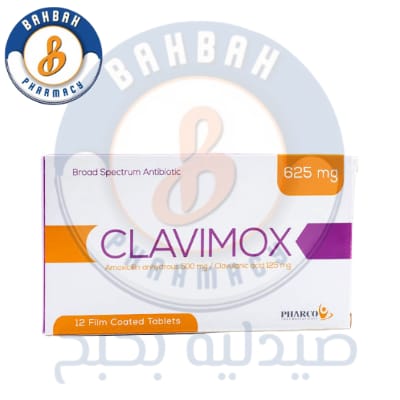 BAHBAH
PHARMACY
BAHBAH
Broad Spectrum Antibiotic
625 mg
CLAVIMOX
Amoxicillin anhydrous 500 mg / Clavulanic acid 125 mg
PHARMACY
12 Film Coated Tablets
PHARCO
صيدلية بحبح